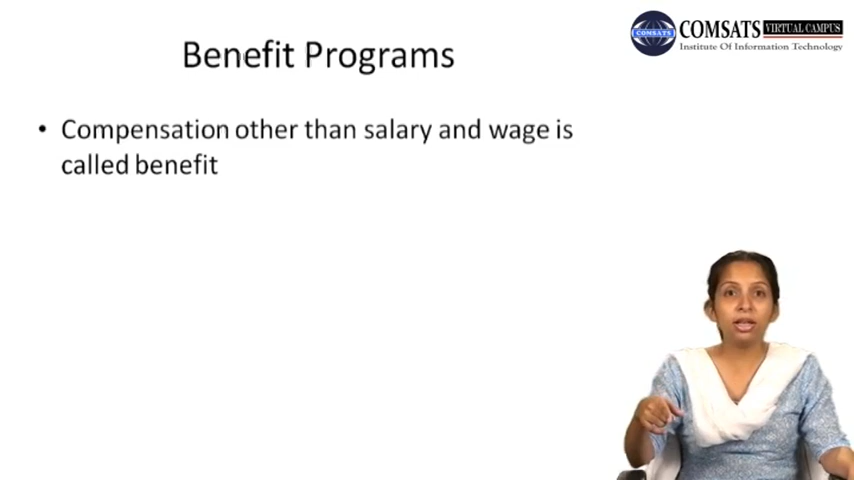 Benefit Programs
COMSATS VIRTUAL CAMPUS
COMSATS
Institute Of Information Technology
• Compensation other than salary and wage is
called benefit